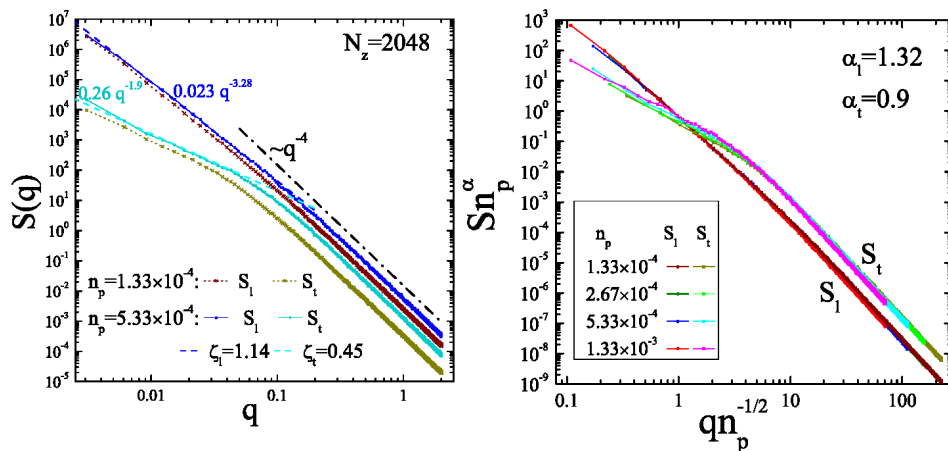 N_z=2048
0.26 q^-1.9
0.023 q^-3.28
~q^-4
n_p=1.33×10^-4: S_l S_t
n_p=5.33×10^-4: S_l S_t
ζ_l=1.14 ζ_t=0.45
S(q)
10^7
10^6
10^5
10^4
10^3
10^2
10^1
10^0
10^-1
10^-2
10^-3
10^-4
10^-5
0.01 0.1 1
q
α_l=1.32
α_t=0.9
n_p S_l S_t
1.33×10^-4
2.67×10^-4
5.33×10^-4
1.33×10^-3
S_t
S_l
Sn_p^α
10^3
10^2
10^1
10^0
10^-1
10^-2
10^-3
10^-4
10^-5
10^-6
10^-7
10^-8
10^-9
0.1 1 10 100
qn_p^-1/2